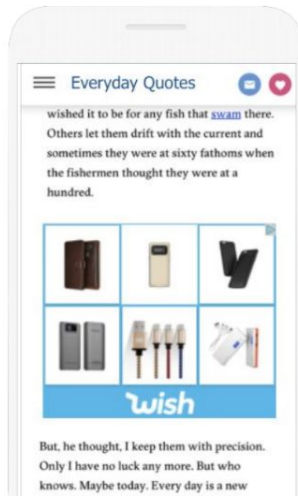 Everyday Quotes
wished it to be for any fish that swam there.
Others let them drift with the current and
sometimes they were at sixty fathoms when
the fishermen thought they were at a
hundred.
wish
But, he thought, I keep them with precision.
Only I have no luck any more. But who
knows. Maybe today. Every day is a new